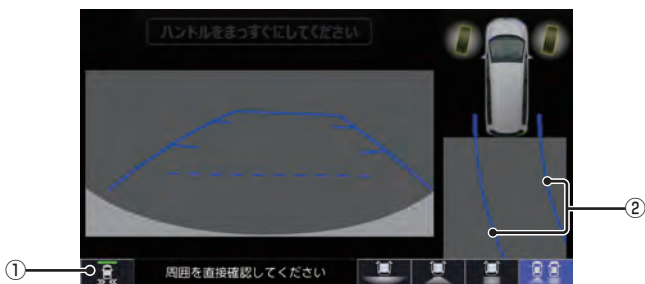 ハンドルをまっすぐにしてください
②
①
周囲を直接確認してください